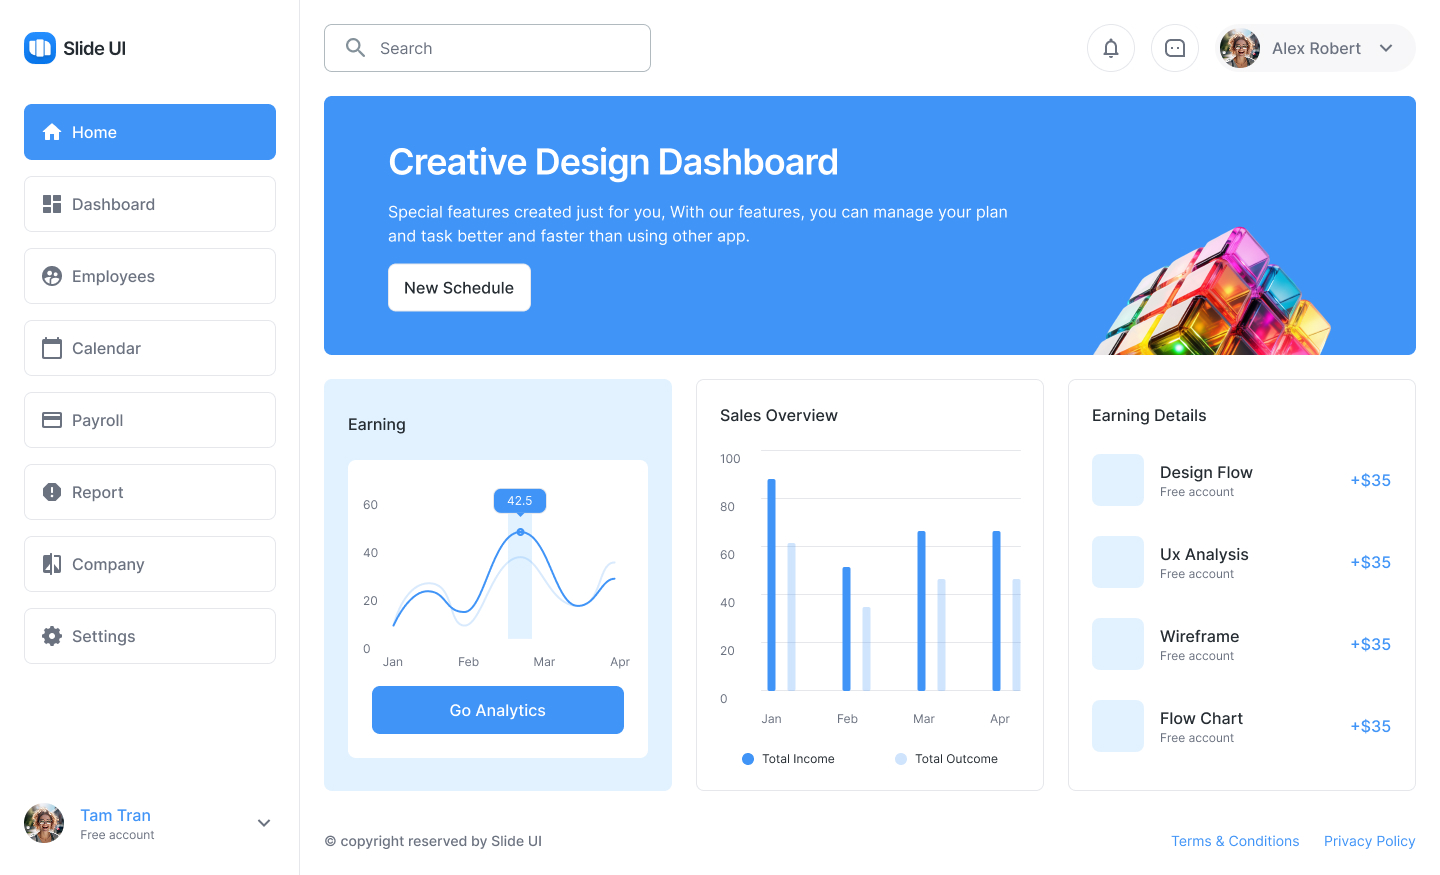 Slide UI
Home
Dashboard
Employees
Calendar
Payroll
Report
Company
Settings
Tam Tran
Free account
Search
Alex Robert
Creative Design Dashboard
Special features created just for you, With our features, you can manage your plan
and task better and faster than using other app.
New Schedule
Earning
42.5
60
40
20
0
Jan Feb Mar Apr
Go Analytics
Sales Overview
100
80
60
40
20
0
Jan Feb Mar Apr
Total Income Total Outcome
Earning Details
Design Flow
Free account
+$35
Ux Analysis
Free account
+$35
Wireframe
Free account
+$35
Flow Chart
Free account
+$35
© copyright reserved by Slide UI
Terms & Conditions Privacy Policy